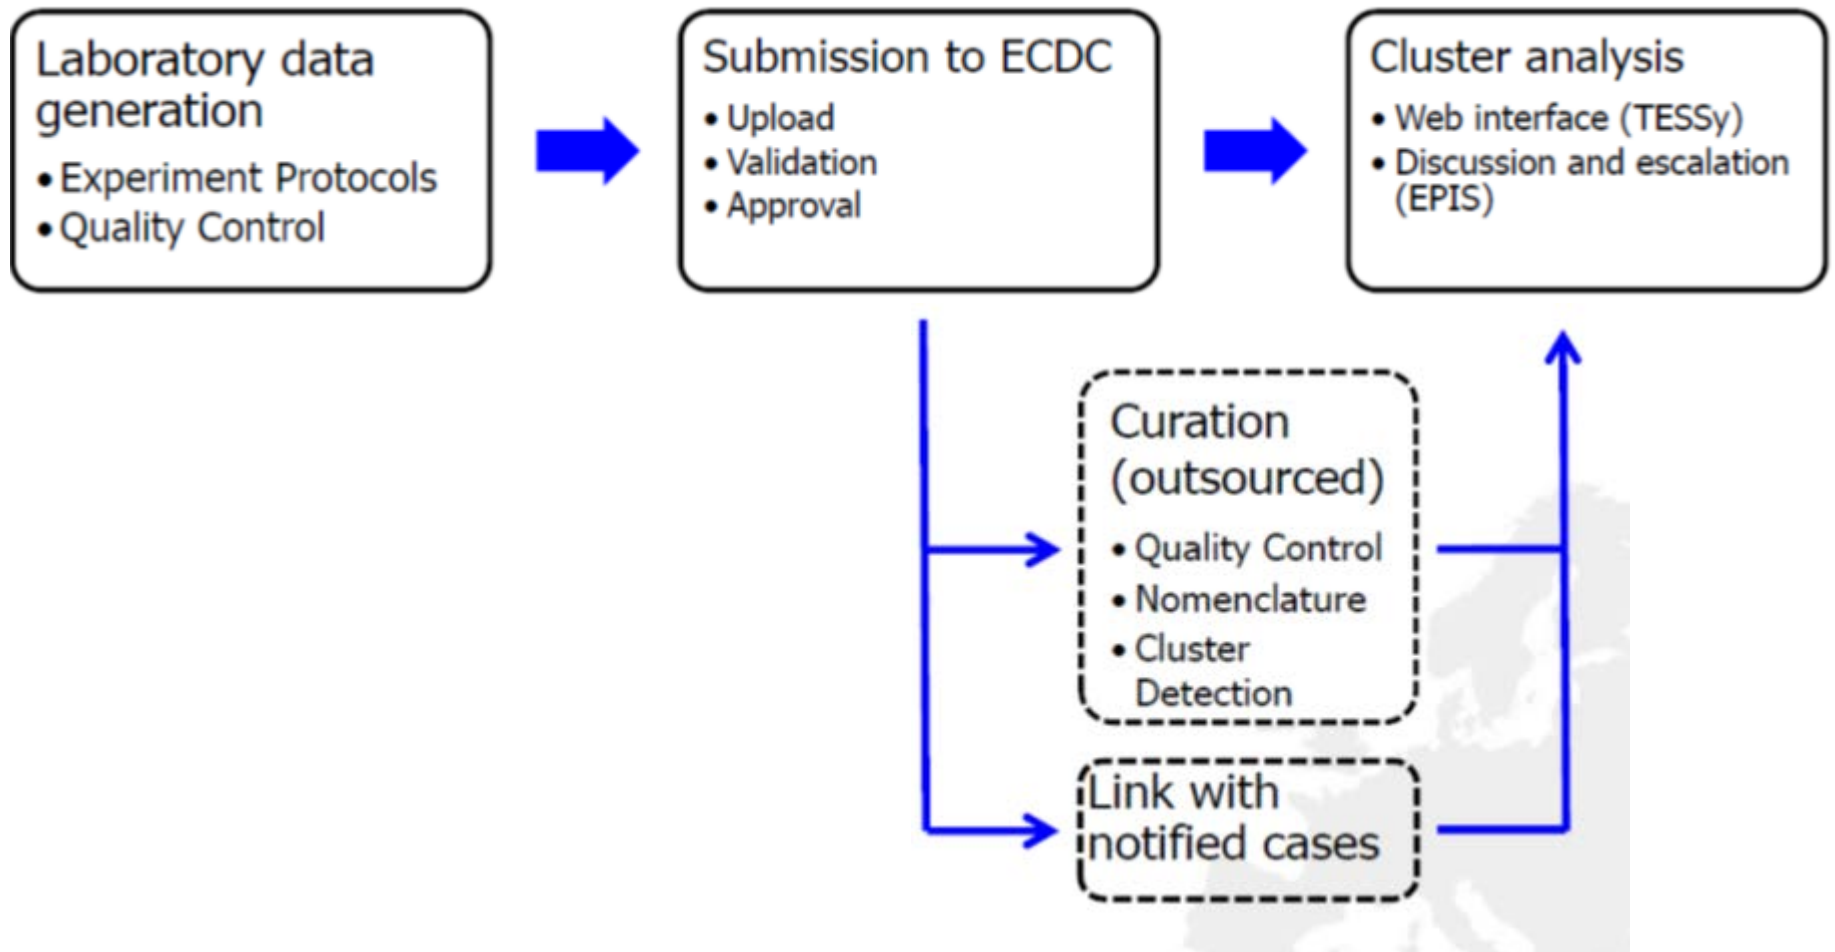 Laboratory data
generation
• Experiment Protocols
• Quality Control
Submission to ECDC
• Upload
• Validation
• Approval
Cluster analysis
• Web interface (TESSy)
• Discussion and escalation
(EPIS)
Curation
(outsourced)
• Quality Control
• Nomenclature
• Cluster
Detection
Link with
notified cases